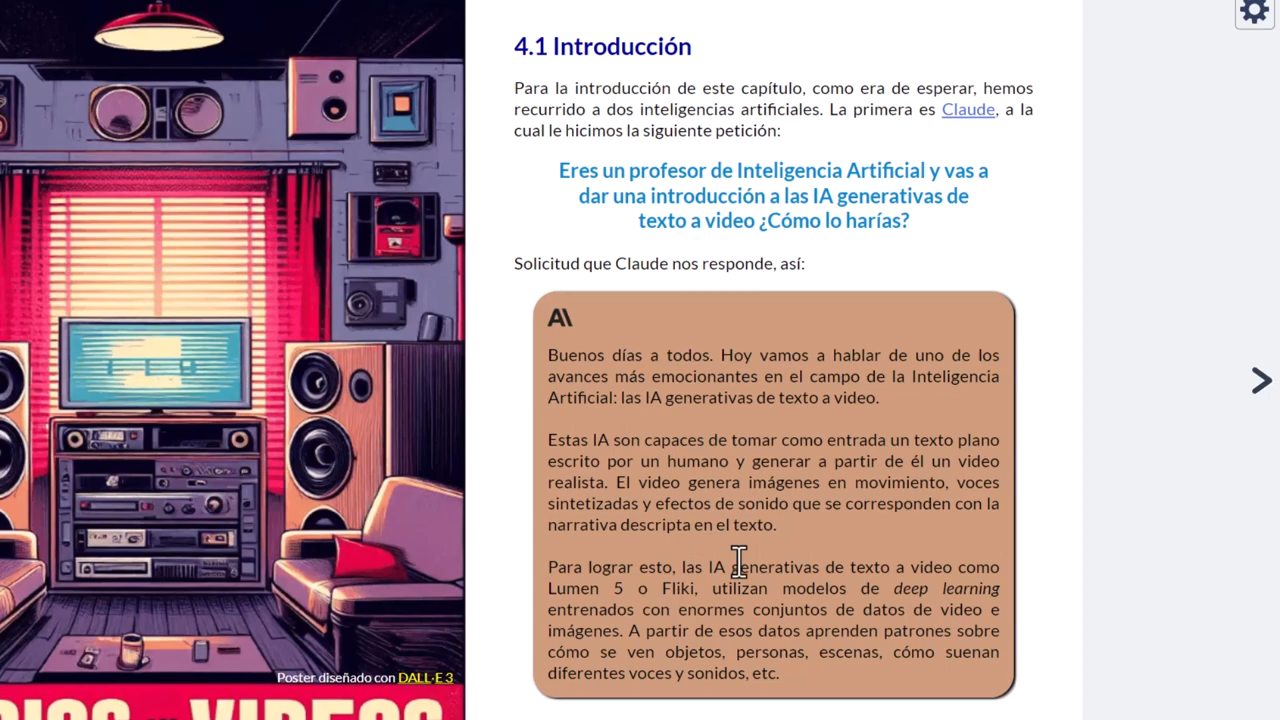 4.1 Introducción
Para la introducción de este capítulo, como era de esperar, hemos
recurrido a dos inteligencias artificiales. La primera es Claude, a la
cual le hicimos la siguiente petición:
Eres un profesor de Inteligencia Artificial y vas a
dar una introducción a las IA generativas de
texto a video ¿Cómo lo harías?
Solicitud que Claude nos responde, así:
A\
Buenos días a todos. Hoy vamos a hablar de uno de los
avances más emocionantes en el campo de la Inteligencia
Artificial: las IA generativas de texto a video.
Estas IA son capaces de tomar como entrada un texto plano
escrito por un humano y generar a partir de él un video
realista. El video genera imágenes en movimiento, voces
sintetizadas y efectos de sonido que se corresponden con la
narrativa descripta en el texto.
Para lograr esto, las IA generativas de texto a video como
Lumen 5 o Fliki, utilizan modelos de deep learning
entrenados con enormes conjuntos de datos de video e
imágenes. A partir de esos datos aprenden patrones sobre
cómo se ven objetos, personas, escenas, cómo suenan
diferentes voces y sonidos, etc.
Poster diseñado con DALL·E 3
VIDEOS